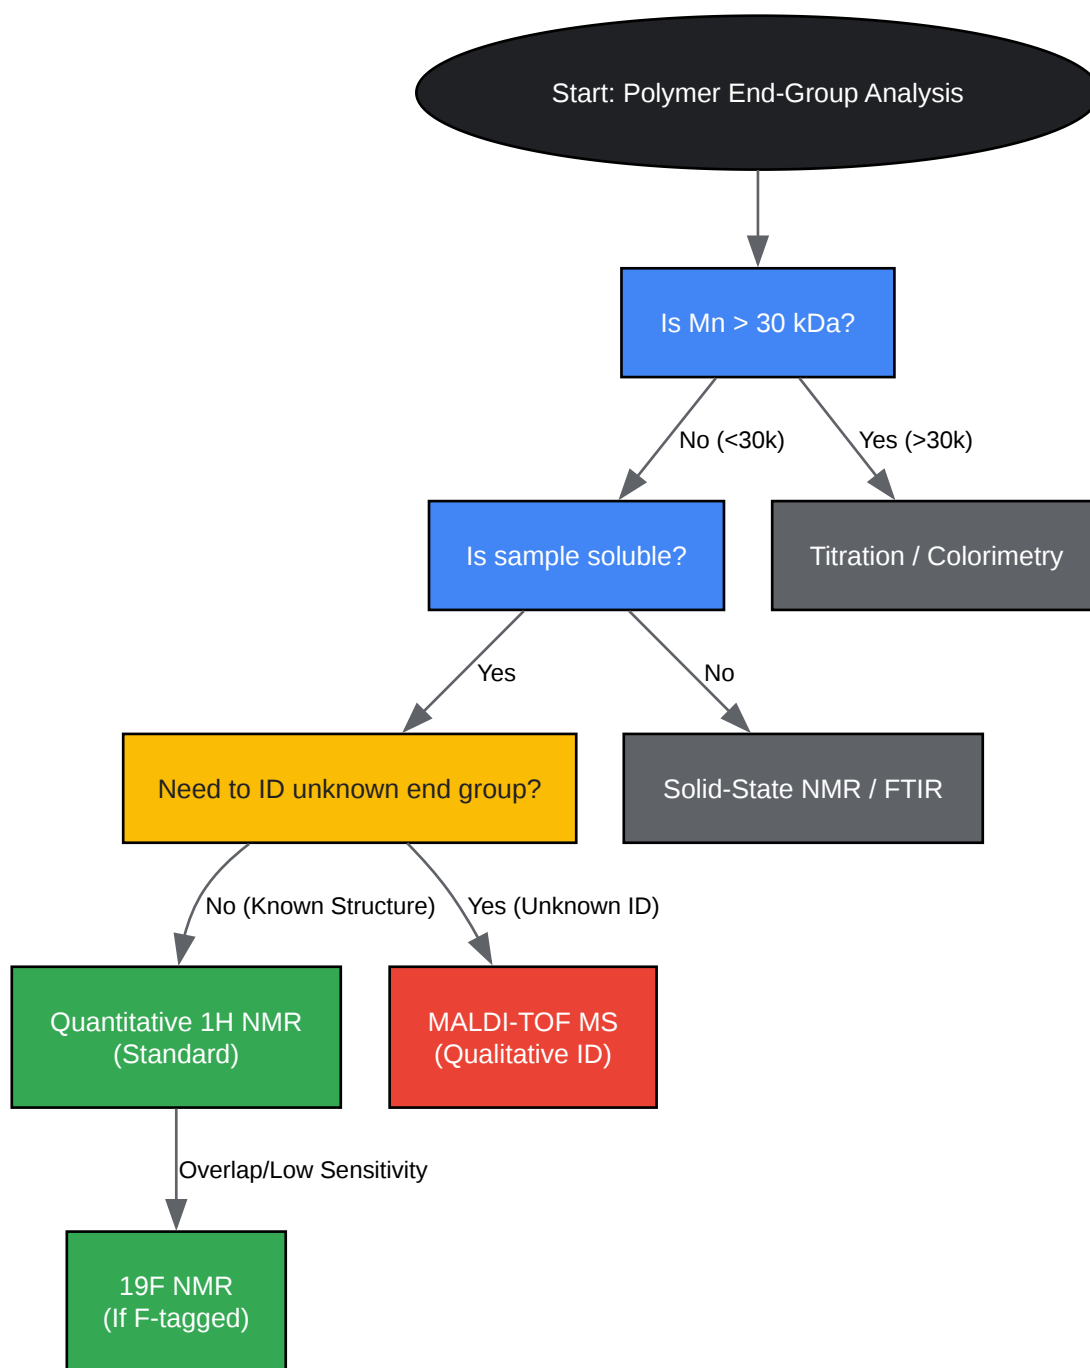 Start: Polymer End-Group Analysis
Is Mn > 30 kDa?
No (<30k)
Yes (>30k)
Is sample soluble?
Titration / Colorimetry
Yes
No
Need to ID unknown end group?
Solid-State NMR / FTIR
No (Known Structure)
Yes (Unknown ID)
Quantitative 1H NMR
(Standard)
MALDI-TOF MS
(Qualitative ID)
Overlap/Low Sensitivity
19F NMR
(If F-tagged)